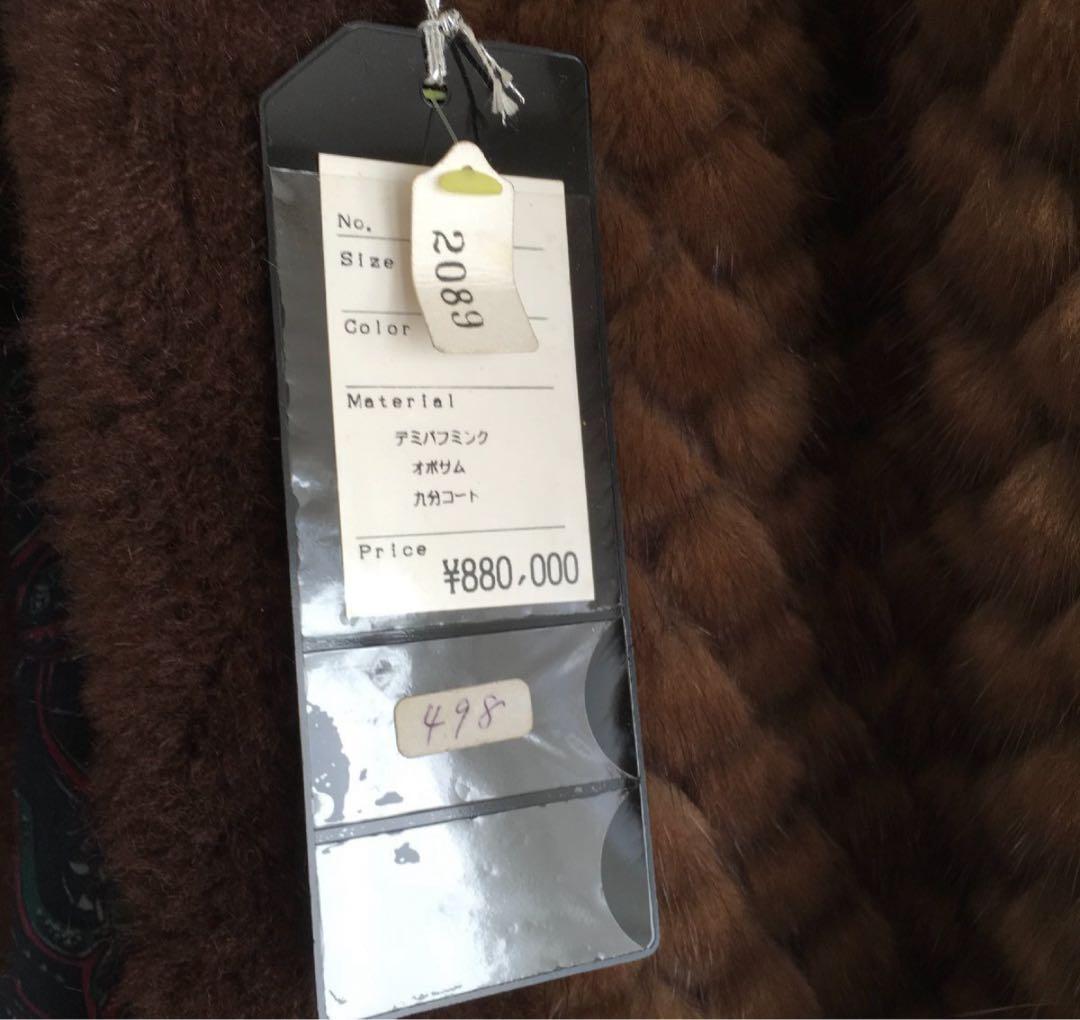 No.
Size
2089
Color
Material
デミパフミンク
オポサム
九分コート
Price
¥880,000
498